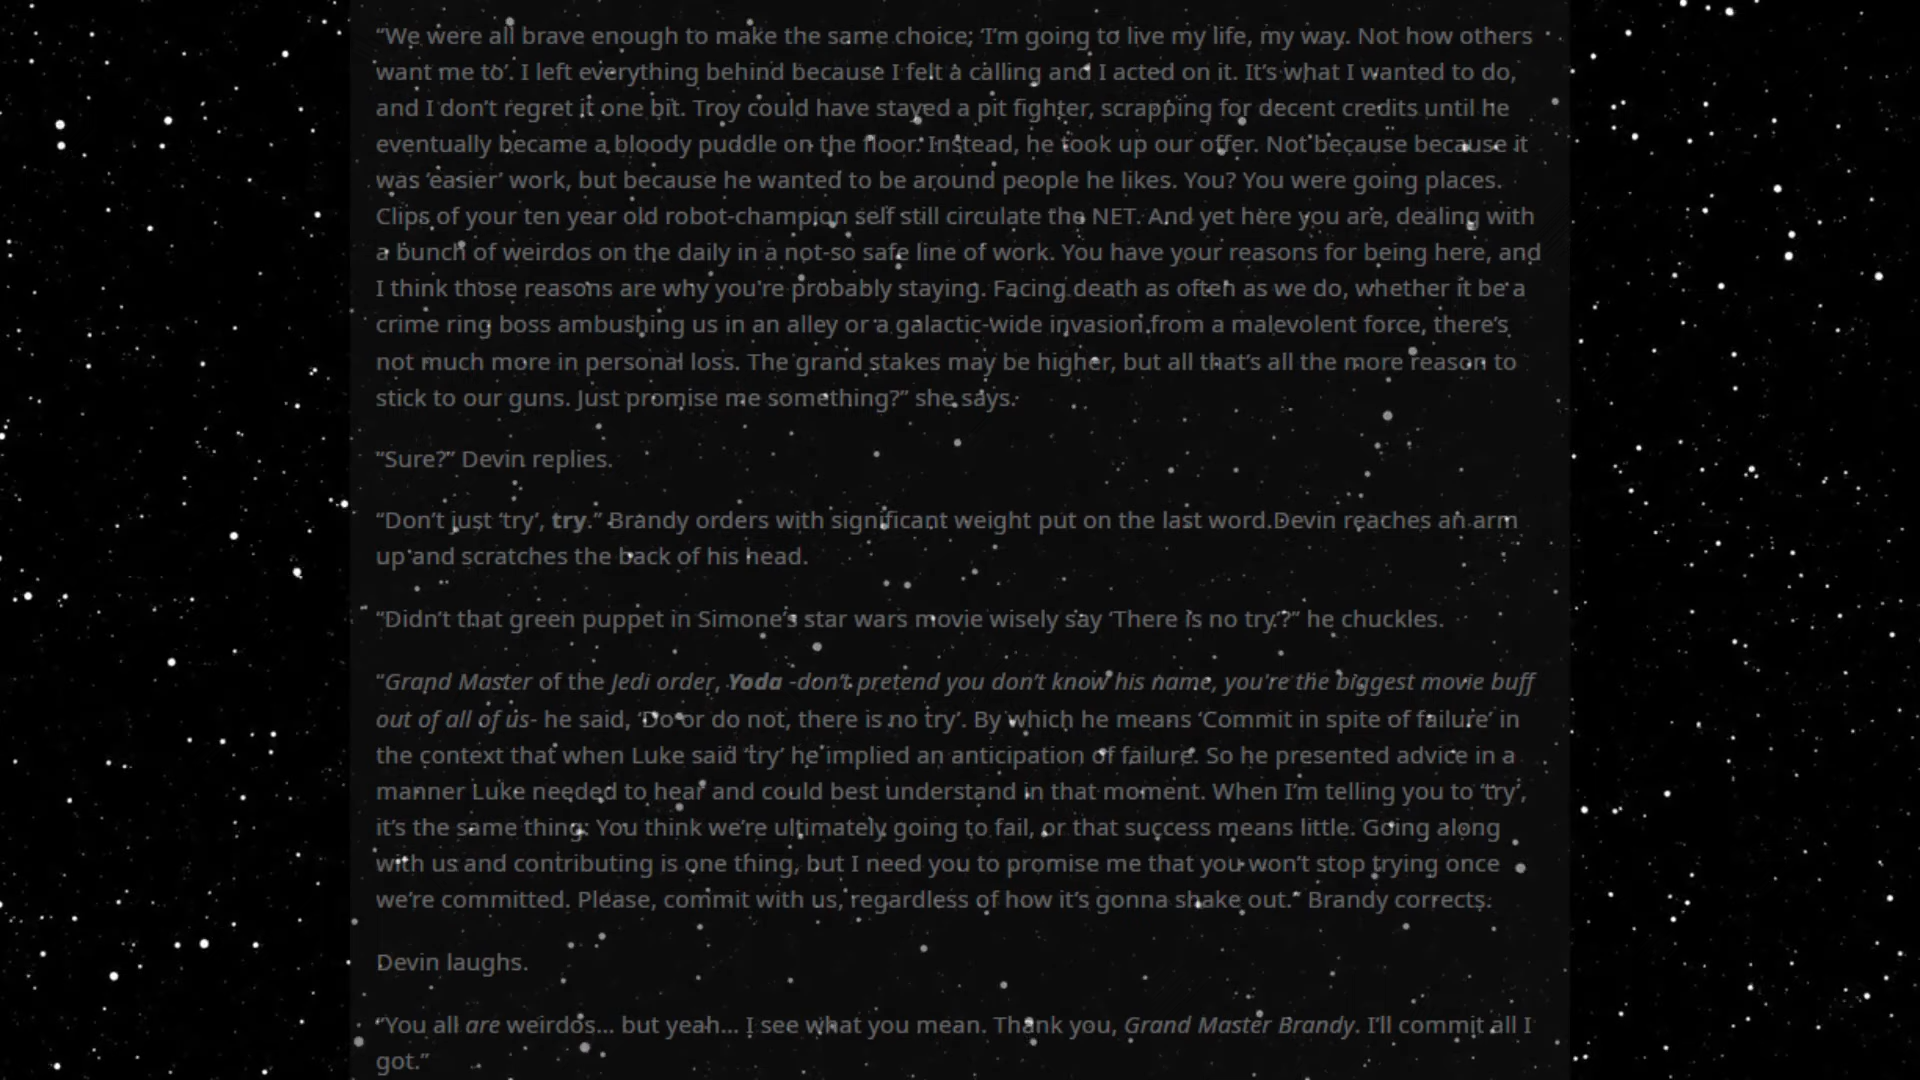 “We were all brave enough to make the same choice; ‘I’m going to live my life, my way. Not how others
want me to’. I left everything behind because I felt a calling and I acted on it. It’s what I wanted to do,
and I don’t regret it one bit. Troy could have stayed a pit fighter, scrapping for decent credits until he
eventually became a bloody puddle on the floor. Instead, he took up our offer. Not because because it
was ‘easier’ work, but because he wanted to be around people he likes. You? You were going places.
Clips of your ten year old robot-champion self still circulate the NET. And yet here you are, dealing with
a bunch of weirdos on the daily in a not-so safe line of work. You have your reasons for being here, and
I think those reasons are why you’re probably staying. Facing death as often as we do, whether it be a
crime ring boss ambushing us in an alley or a galactic-wide invasion from a malevolent force, there’s
not much more in personal loss. The grand stakes may be higher, but all that’s all the more reason to
stick to our guns. Just promise me something?” she says.
“Sure?” Devin replies.
“Don’t just ‘try’, try.” Brandy orders with significant weight put on the last word.Devin reaches an arm
up and scratches the back of his head.
“Didn’t that green puppet in Simone’s star wars movie wisely say ‘There is no try’?” he chuckles.
“Grand Master of the Jedi order, Yoda -don’t pretend you don’t know his name, you’re the biggest movie buff
out of all of us- he said, ‘Do or do not, there is no try’. By which he means ‘Commit in spite of failure’ in
the context that when Luke said ‘try’ he implied an anticipation of failure. So he presented advice in a
manner Luke needed to hear and could best understand in that moment. When I’m telling you to ‘try’,
it’s the same thing: You think we’re ultimately going to fail, or that success means little. Going along
with us and contributing is one thing, but I need you to promise me that you won’t stop trying once
we’re committed. Please, commit with us, regardless of how it’s gonna shake out.” Brandy corrects.
Devin laughs.
“You all are weirdos… but yeah… I see what you mean. Thank you, Grand Master Brandy. I’ll commit all I
got.”